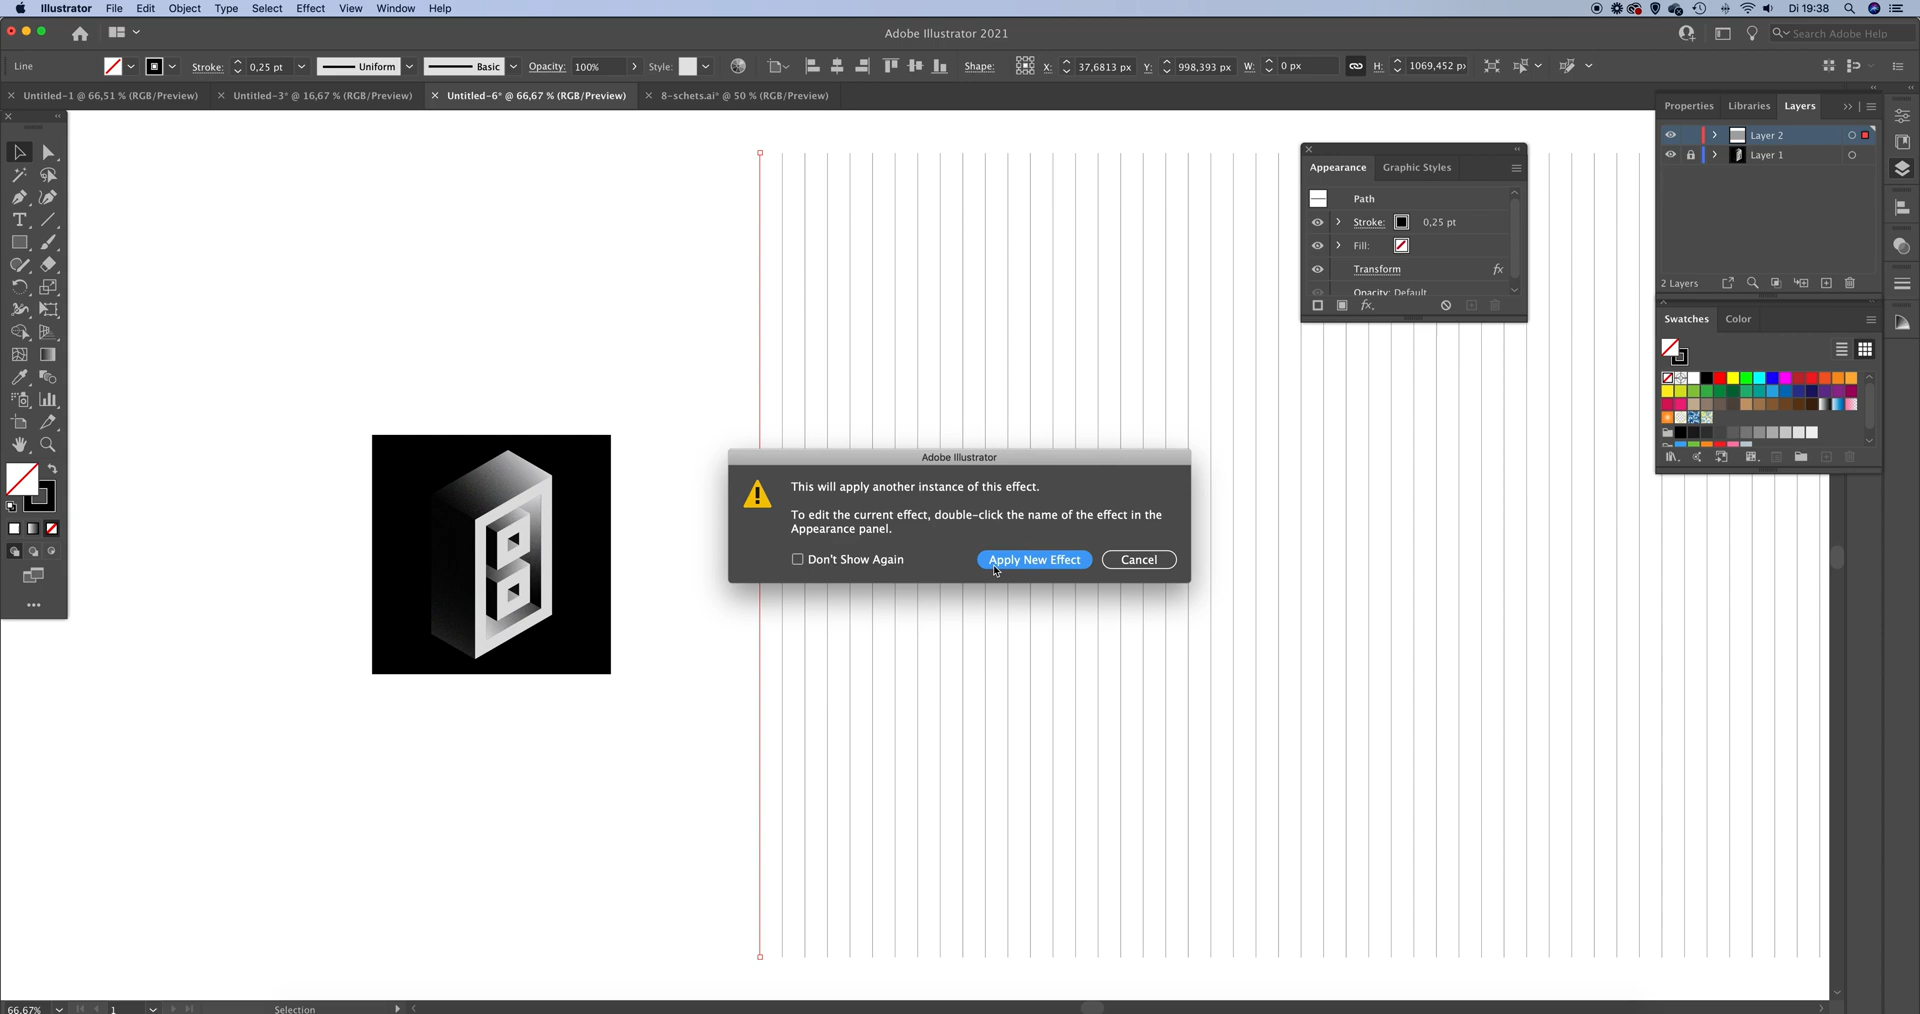 Illustrator File Edit Object Type Select Effect View Window Help Di 19:38
Adobe Illustrator 2021 Search Adobe Help
Line Stroke: 0,25 pt Uniform Basic Opacity: 100% Style: Shape: X: 37,6813 px Y: 998,393 px W: 0 px H: 1069,452 p
Untitled-1 @ 66,51 % (RGB/Preview) Untitled-3* @ 16,67 % (RGB/Preview) Untitled-6* @ 66,67 % (RGB/Preview) 8-schets.ai* @ 50 % (RGB/Preview)
Properties Libraries Layers
Layer 2
Layer 1
2 Layers
Appearance Graphic Styles
Path
Stroke: 0,25 pt
Fill:
Transform fx
Opacity: Default
fx
Swatches Color
Adobe Illustrator
This will apply another instance of this effect.
To edit the current effect, double-click the name of the effect in the
Appearance panel.
Don't Show Again Apply New Effect Cancel
66,67% 1 Selection